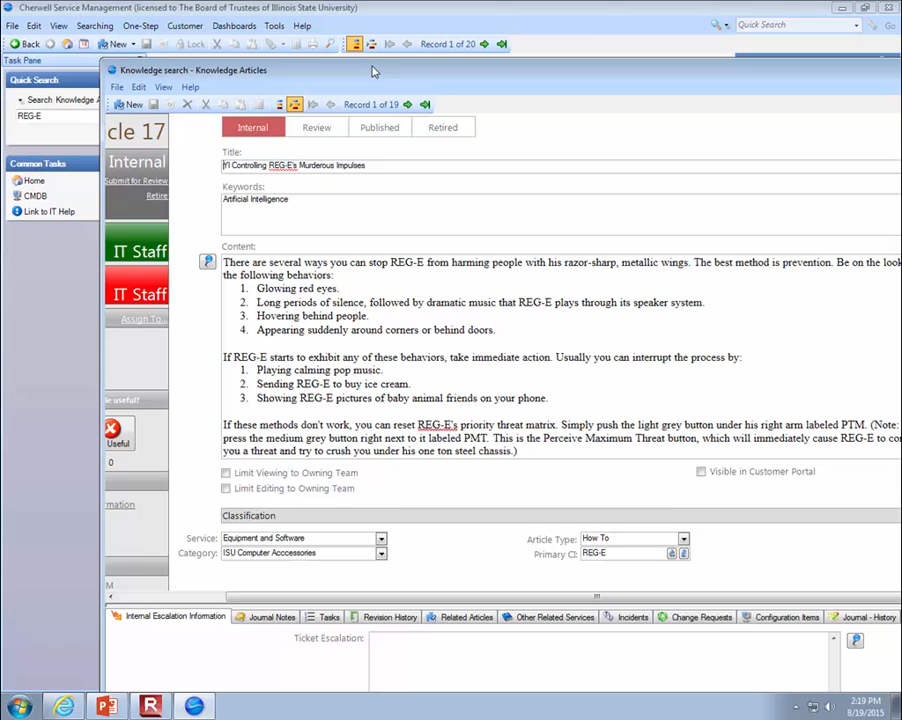 Cherwell Service Management (licensed to The Board of Trustees of Illinois State University)
File Edit View Searching One-Step Customer Dashboards Tools Help
Quick Search Go
Back New Lock Record 1 of 20
Task Pane
Quick Search
Search Knowledge A
REG-E
Common Tasks
Home
CMDB
Link to IT Help
Knowledge search - Knowledge Articles
File Edit View Help
New Record 1 of 19
cle 17
Internal
Submit for Review
Retire
IT Staff
IT Staff
Assign To...
le useful?
Useful
0
mation
M
Internal Review Published Retired
Title:
YI Controlling REG-E's Murderous Impulses
Keywords:
Artificial Intelligence
Content:
There are several ways you can stop REG-E from harming people with his razor-sharp, metallic wings. The best method is prevention. Be on the look
the following behaviors:
1. Glowing red eyes.
2. Long periods of silence, followed by dramatic music that REG-E plays through its speaker system.
3. Hovering behind people.
4. Appearing suddenly around corners or behind doors.
If REG-E starts to exhibit any of these behaviors, take immediate action. Usually you can interrupt the process by:
1. Playing calming pop music.
2. Sending REG-E to buy ice cream.
3. Showing REG-E pictures of baby animal friends on your phone.
If these methods don't work, you can reset REG-E's priority threat matrix. Simply push the light grey button under his right arm labeled PTM. (Note:
press the medium grey button right next to it labeled PMT. This is the Perceive Maximum Threat button, which will immediately cause REG-E to co
you a threat and try to crush you under his one ton steel chassis.)
Limit Viewing to Owning Team Visible in Customer Portal
Limit Editing to Owning Team
Classification
Service: Equipment and Software Article Type: How To
Category: ISU Computer Acccessories Primary CI: REG-E
Internal Escalation Information Journal Notes Tasks Revision History Related Articles Other Related Services Incidents Change Requests Configuration Items Journal - History
Ticket Escalation:
2:19 PM
8/19/2015